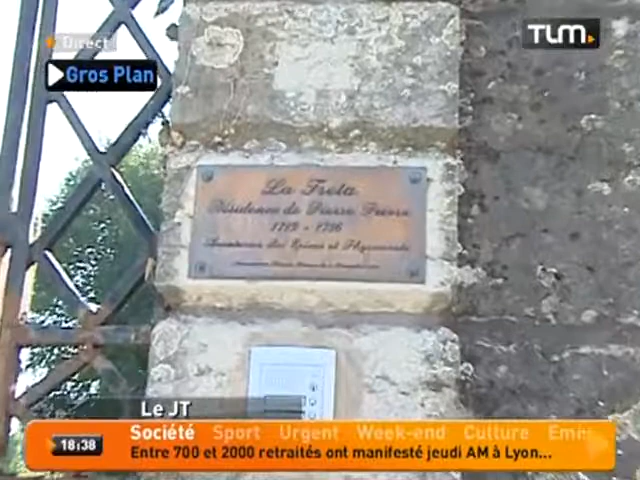 Direct
TLM
Gros Plan
La Freta
Résidence de Pierre Poivre
1719 - 1786
et
Le JT
18:38
Société Sport Urgent Week-end Culture
Entre 700 et 2000 retraités ont manifesté jeudi AM à Lyon...